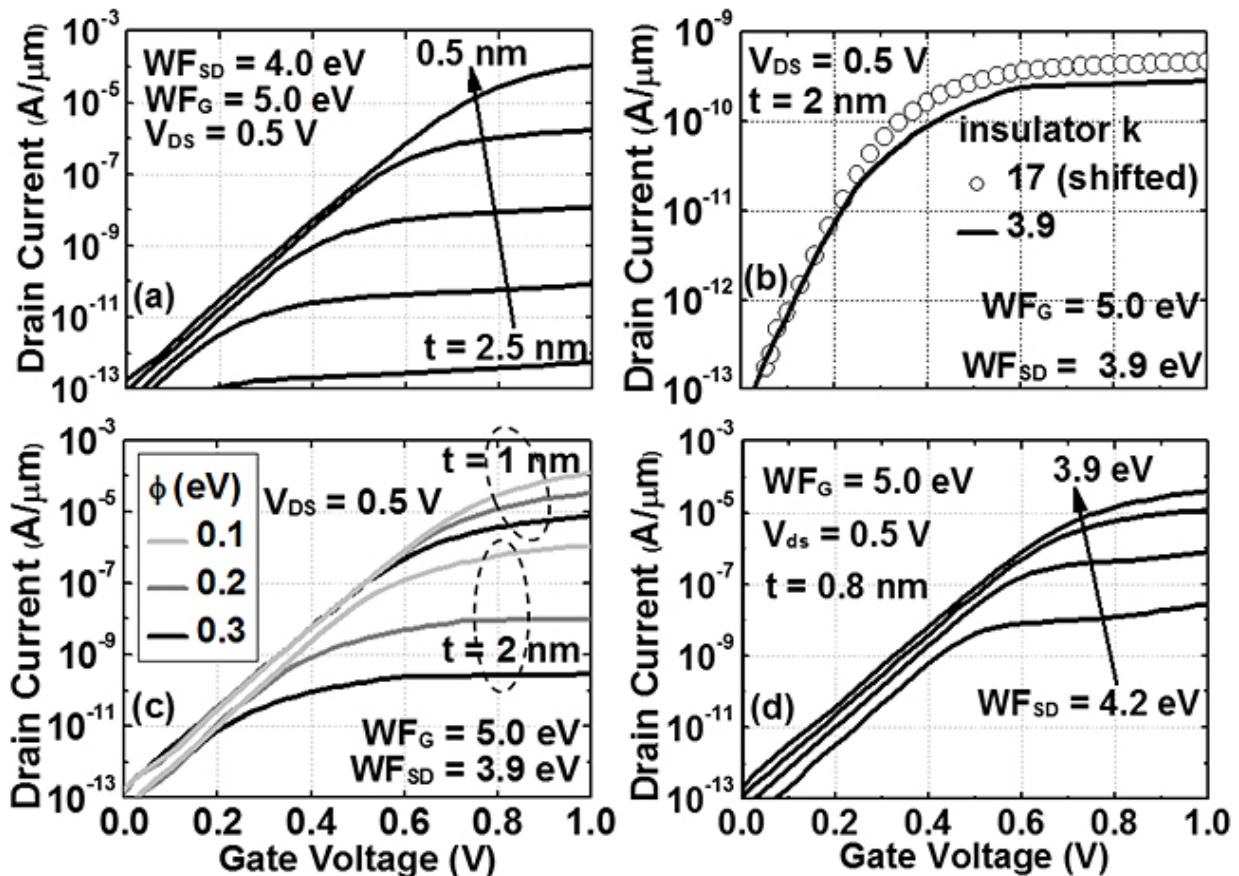 Drain Current (A/μm)
10⁻³
10⁻⁵
10⁻⁷
10⁻⁹
10⁻¹¹
10⁻¹³
WF_SD = 4.0 eV
WF_G = 5.0 eV
V_DS = 0.5 V
0.5 nm
(a)
t = 2.5 nm
Drain Current (A/μm)
10⁻⁹
10⁻¹⁰
10⁻¹¹
10⁻¹²
10⁻¹³
V_DS = 0.5 V
t = 2 nm
insulator k
17 (shifted)
3.9
(b)
WF_G = 5.0 eV
WF_SD = 3.9 eV
Drain Current (A/μm)
10⁻³
10⁻⁵
10⁻⁷
10⁻⁹
10⁻¹¹
10⁻¹³
ϕ (eV)
0.1
0.2
0.3
V_DS = 0.5 V
t = 1 nm
t = 2 nm
(c)
WF_G = 5.0 eV
WF_SD = 3.9 eV
0.0 0.2 0.4 0.6 0.8 1.0
Gate Voltage (V)
Drain Current (A/μm)
10⁻³
10⁻⁵
10⁻⁷
10⁻⁹
10⁻¹¹
10⁻¹³
WF_G = 5.0 eV
V_ds = 0.5 V
t = 0.8 nm
3.9 eV
(d)
WF_SD = 4.2 eV
0.0 0.2 0.4 0.6 0.8 1.0
Gate Voltage (V)